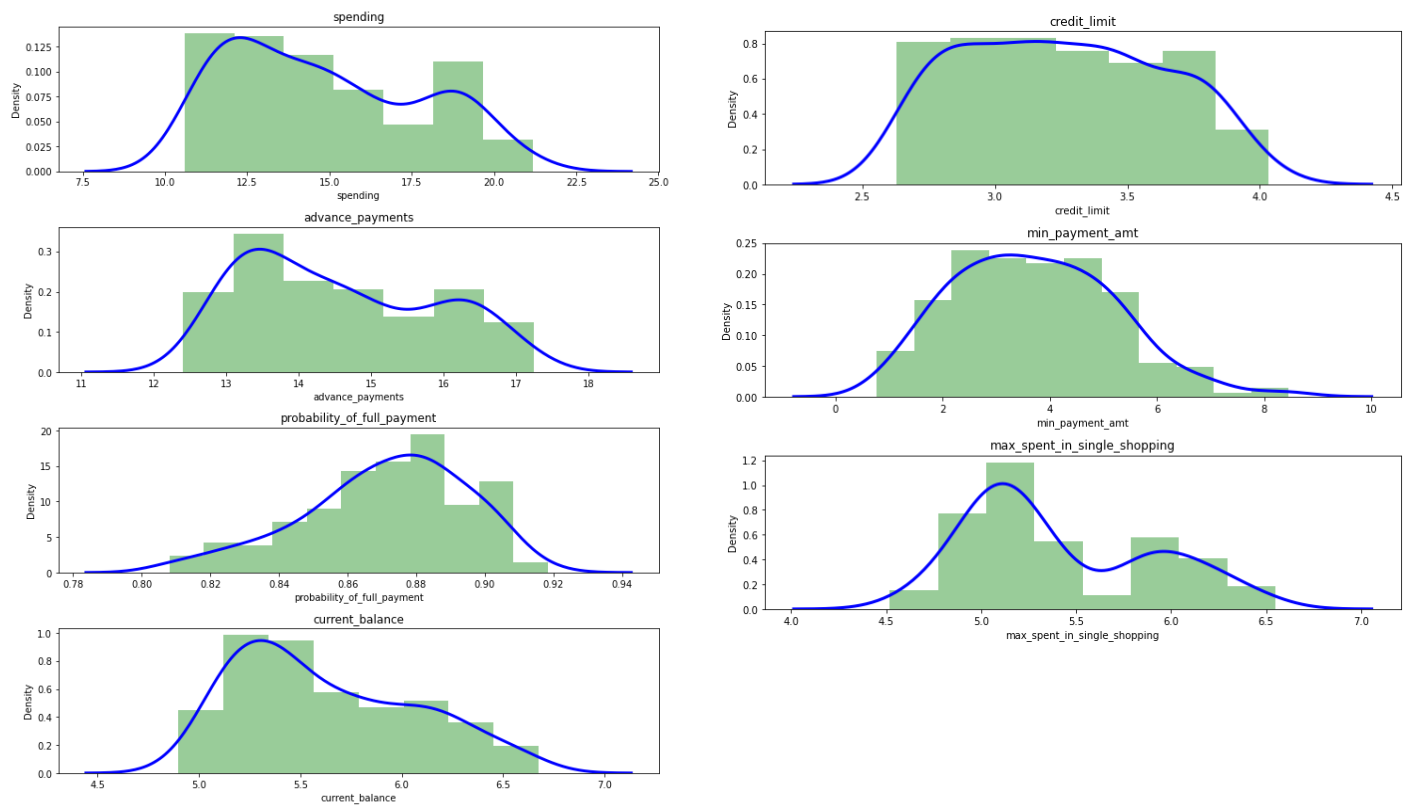 spending
Density
0.125
0.100
0.075
0.050
0.025
0.000
7.5 10.0 12.5 15.0 17.5 20.0 22.5 25.0
spending
advance_payments
Density
0.3
0.2
0.1
0.0
11 12 13 14 15 16 17 18
advance_payments
probability_of_full_payment
Density
20
15
10
5
0
0.78 0.80 0.82 0.84 0.86 0.88 0.90 0.92 0.94
probability_of_full_payment
current_balance
Density
1.0
0.8
0.6
0.4
0.2
0.0
4.5 5.0 5.5 6.0 6.5 7.0
current_balance
credit_limit
Density
0.8
0.6
0.4
0.2
0.0
2.5 3.0 3.5 4.0 4.5
credit_limit
min_payment_amt
Density
0.25
0.20
0.15
0.10
0.05
0.00
0 2 4 6 8 10
min_payment_amt
max_spent_in_single_shopping
Density
1.2
1.0
0.8
0.6
0.4
0.2
0.0
4.0 4.5 5.0 5.5 6.0 6.5 7.0
max_spent_in_single_shopping